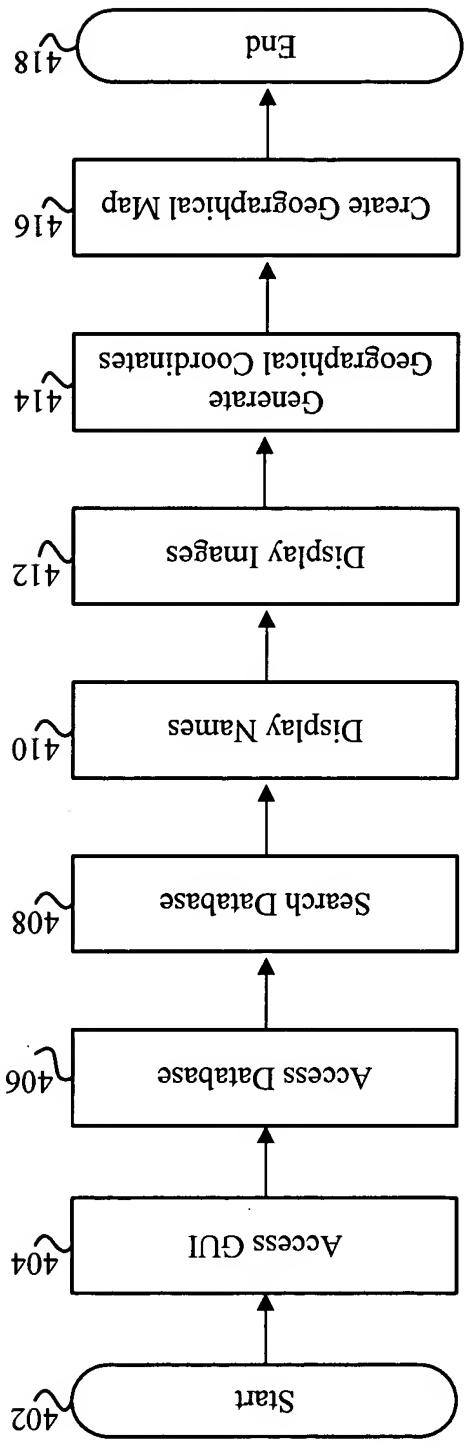 Start
402
Access GUI
404
Access Database
406
Search Database
408
Display Names
410
Display Images
412
Generate
Geographical Coordinates
414
Create Geographical Map
416
End
418